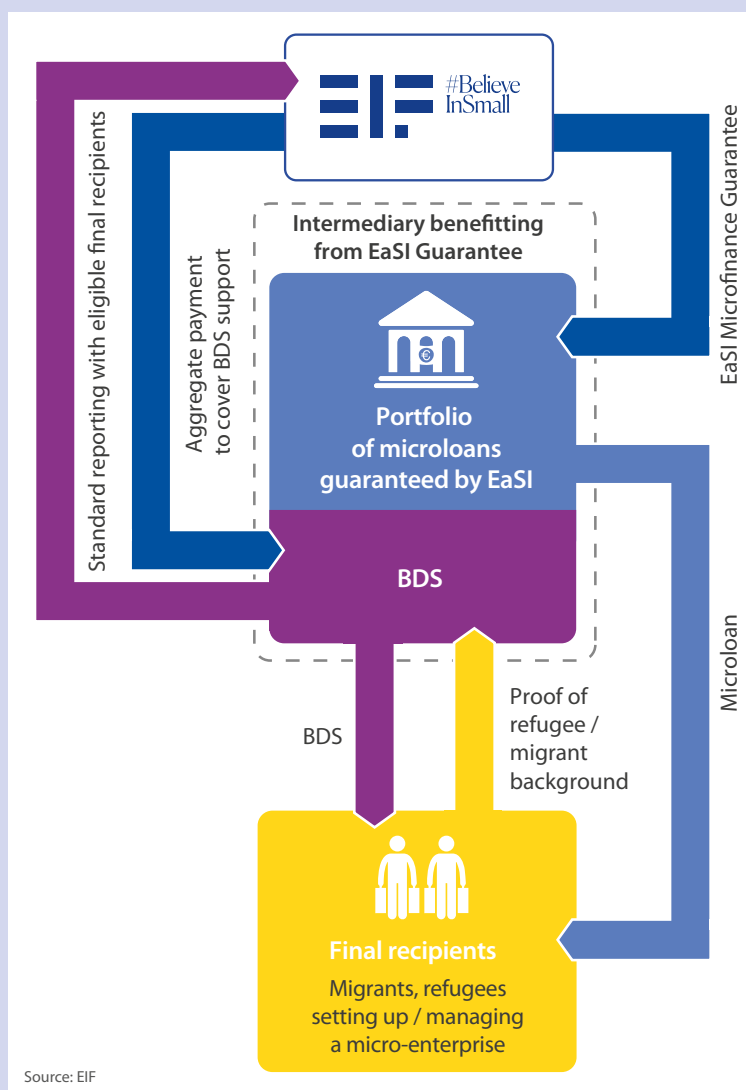 #Believe
InSmall
Standard reporting with eligible final recipients
Aggregate payment
to cover BDS support
EaSI Microfinance Guarantee
Intermediary benefitting
from EaSI Guarantee
€
Portfolio
of microloans
guaranteed by EaSI
BDS
Microloan
BDS
Proof of
refugee /
migrant
background
Final recipients
Migrants, refugees
setting up / managing
a micro-enterprise
Source: EIF